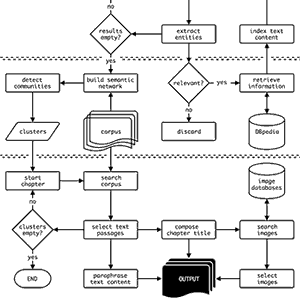 no
results
empty?
extract
entities
index text
content
yes
detect
communities
build semantic
network
relevant?
yes
retrieve
information
clusters
corpus
no
discard
DBpedia
start
chapter
search
corpus
image
databases
no
clusters
empty?
select text
passages
compose
chapter title
search
images
yes
END
paraphrase
text content
OUTPUT
select
images